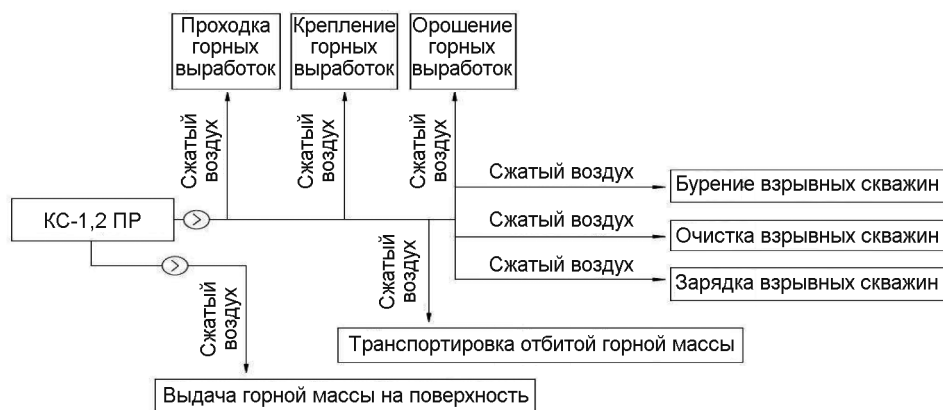 Проходка
горных
выработок
Крепление
горных
выработок
Орошение
горных
выработок
Сжатый
воздух
Сжатый
воздух
Сжатый
воздух
Сжатый воздух
Бурение взрывных скважин
КС-1,2 ПР
Сжатый воздух
Очистка взрывных скважин
Сжатый воздух
Зарядка взрывных скважин
Сжатый
воздух
Сжатый
воздух
Транспортировка отбитой горной массы
Выдача горной массы на поверхность